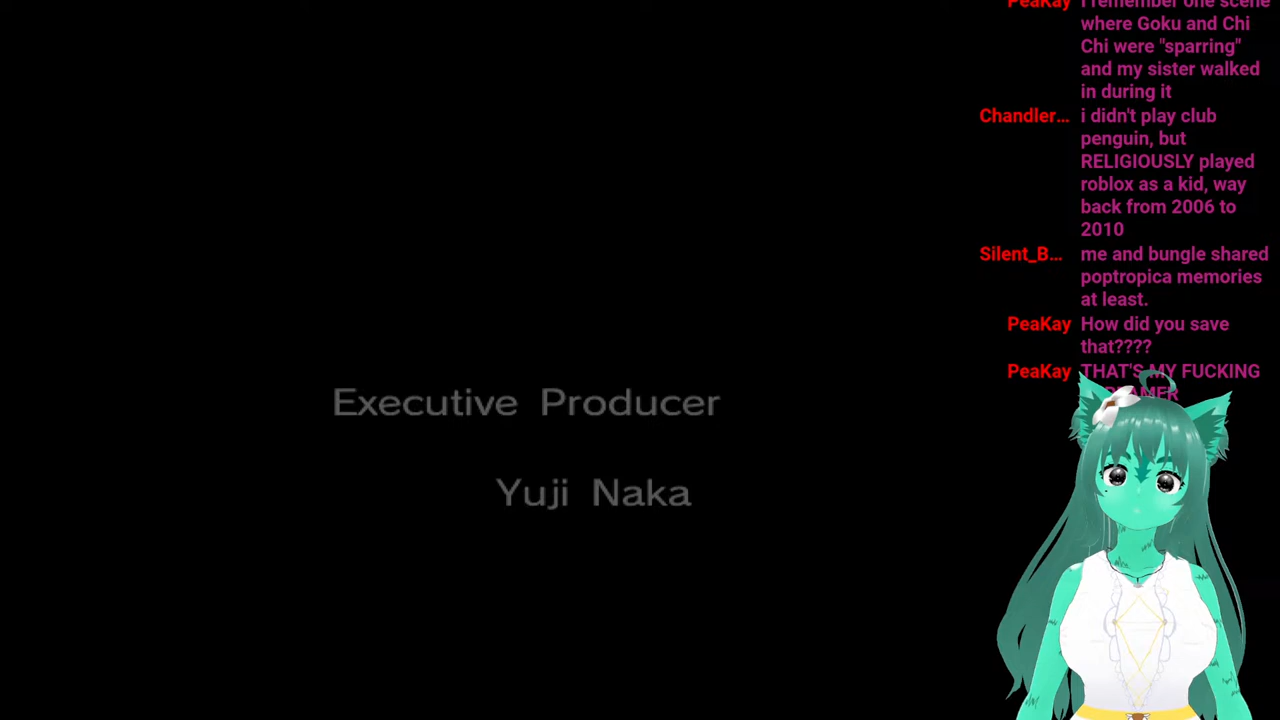 Executive Producer
Yuji Naka
PeaKay I remember one scene
where Goku and Chi
Chi were "sparring"
and my sister walked
in during it
Chandler... i didn't play club
penguin, but
RELIGIOUSLY played
roblox as a kid, way
back from 2006 to
2010
Silent_B... me and bungle shared
poptropica memories
at least.
PeaKay How did you save
that????
PeaKay THAT'S MY FUCKING